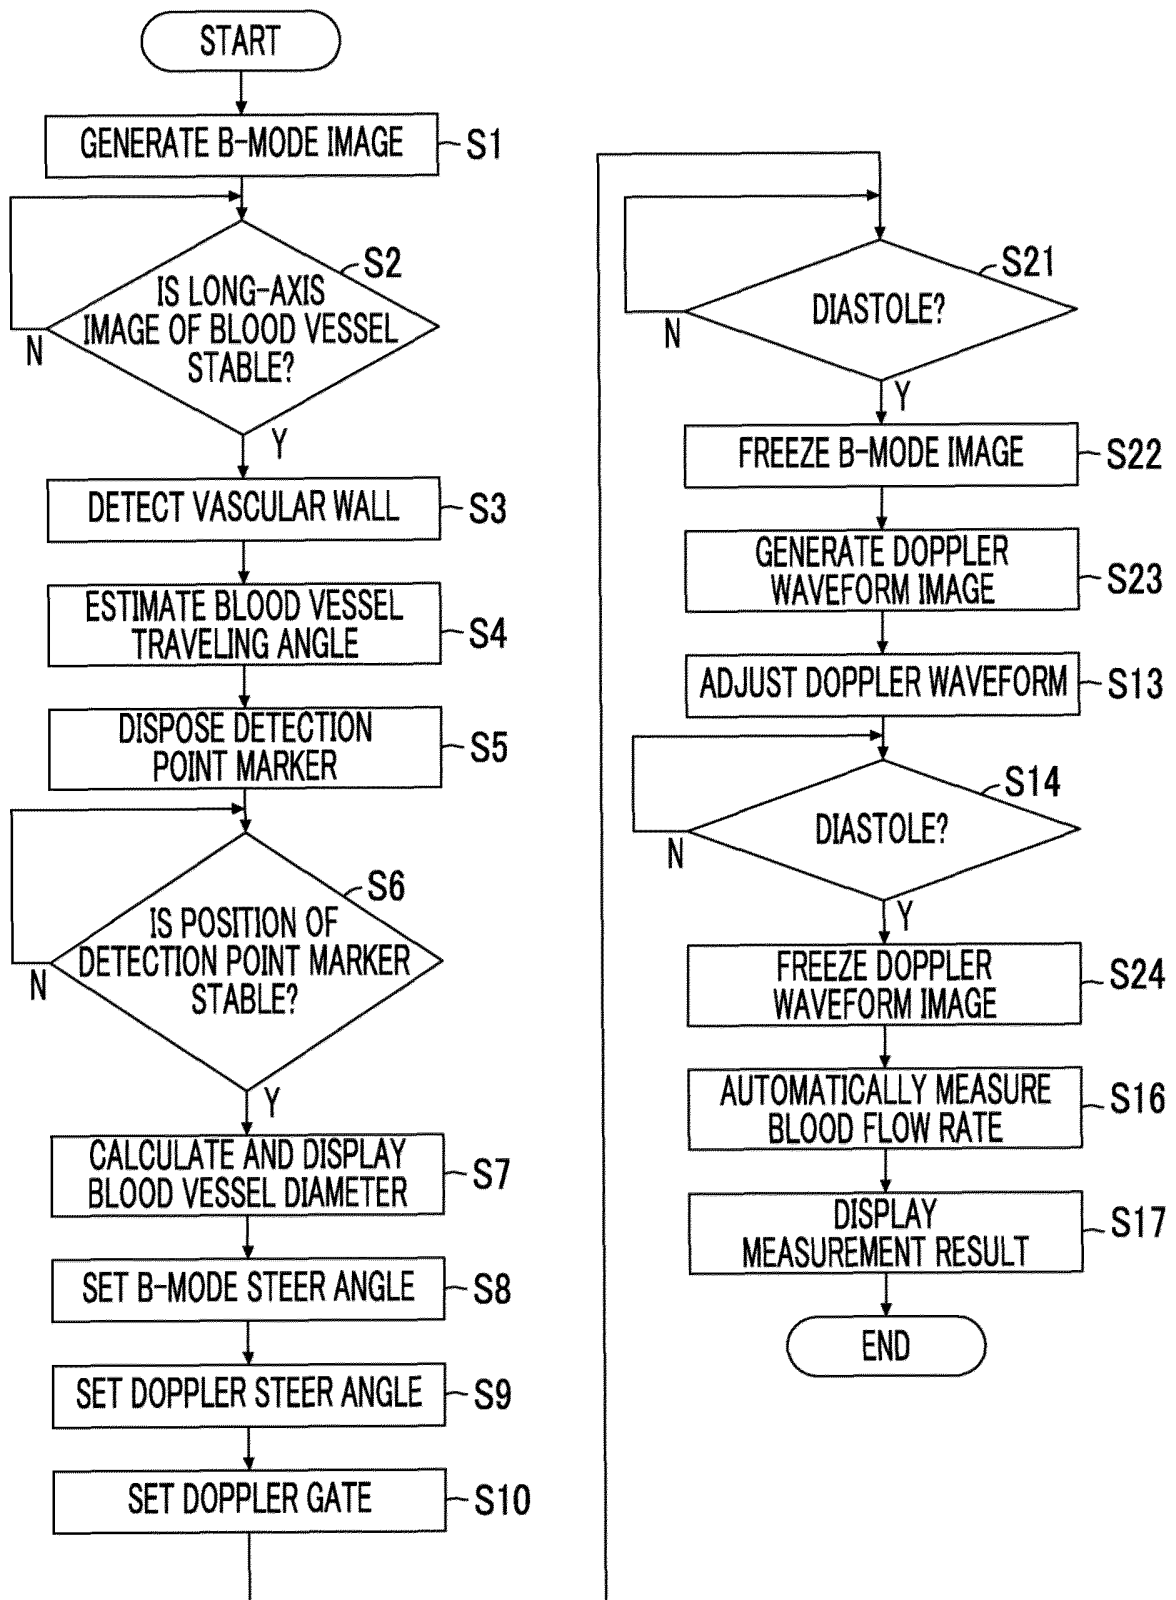 START
GENERATE B-MODE IMAGE
S1
S2
IS LONG-AXIS
IMAGE OF BLOOD VESSEL
STABLE?
N
Y
DETECT VASCULAR WALL
S3
ESTIMATE BLOOD VESSEL
TRAVELING ANGLE
S4
DISPOSE DETECTION
POINT MARKER
S5
S6
IS POSITION OF
DETECTION POINT MARKER
STABLE?
N
Y
CALCULATE AND DISPLAY
BLOOD VESSEL DIAMETER
S7
SET B-MODE STEER ANGLE
S8
SET DOPPLER STEER ANGLE
S9
SET DOPPLER GATE
S10
S21
DIASTOLE?
N
Y
FREEZE B-MODE IMAGE
S22
GENERATE DOPPLER
WAVEFORM IMAGE
S23
ADJUST DOPPLER WAVEFORM
S13
S14
DIASTOLE?
N
Y
FREEZE DOPPLER
WAVEFORM IMAGE
S24
AUTOMATICALLY MEASURE
BLOOD FLOW RATE
S16
DISPLAY
MEASUREMENT RESULT
S17
END